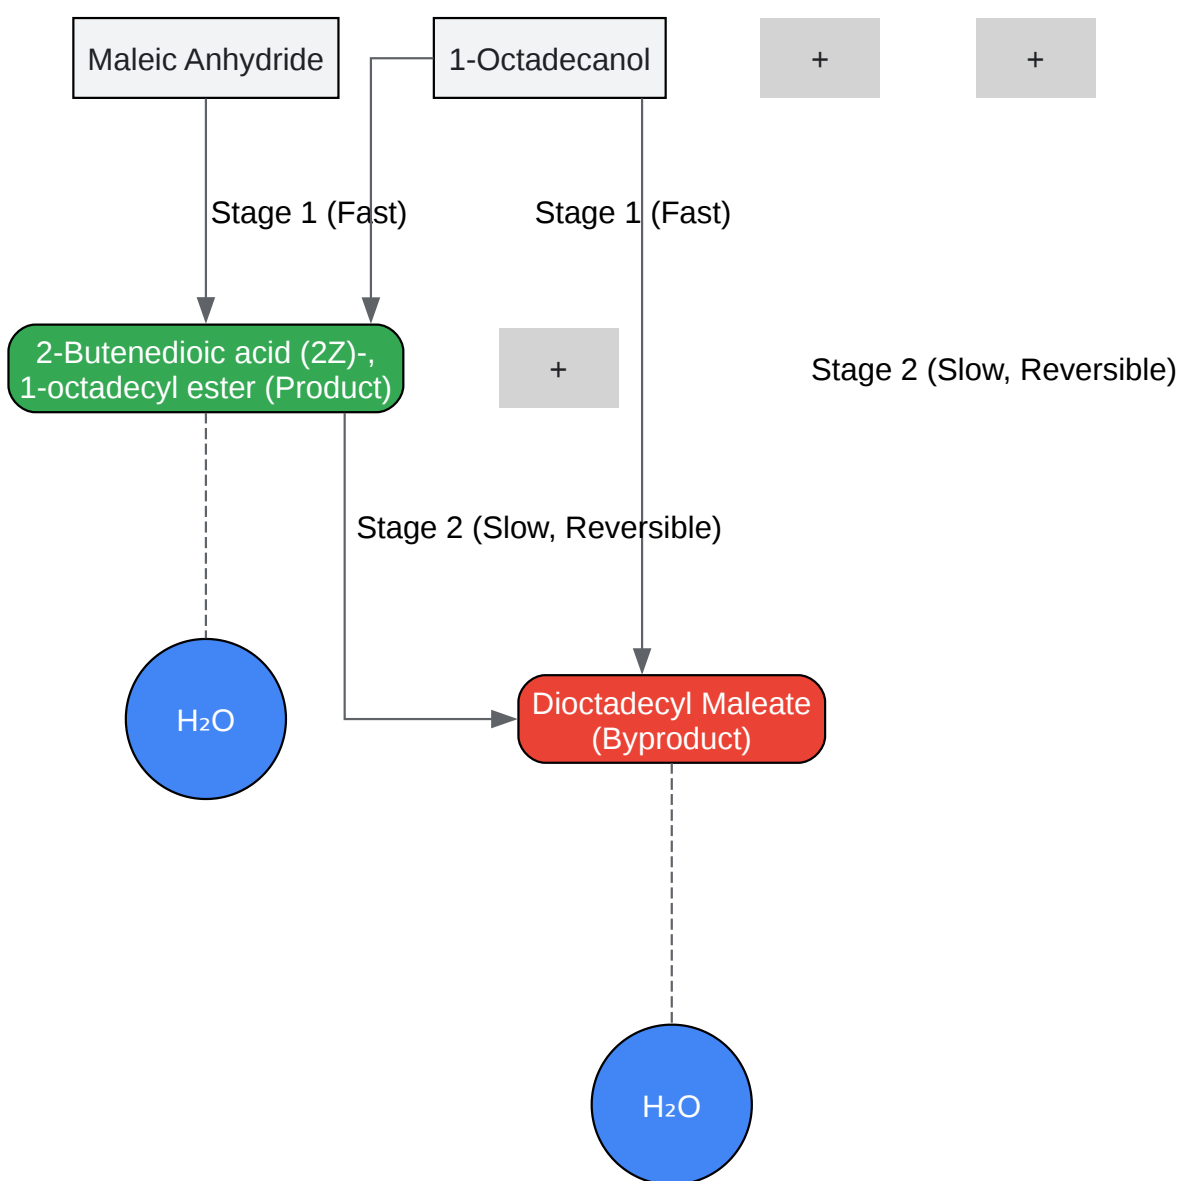 Maleic Anhydride
1-Octadecanol
+
+
Stage 1 (Fast)
Stage 1 (Fast)
2-Butenedioic acid (2Z)-,
1-octadecyl ester (Product)
+
Stage 2 (Slow, Reversible)
Stage 2 (Slow, Reversible)
H₂O
Dioctadecyl Maleate
(Byproduct)
H₂O